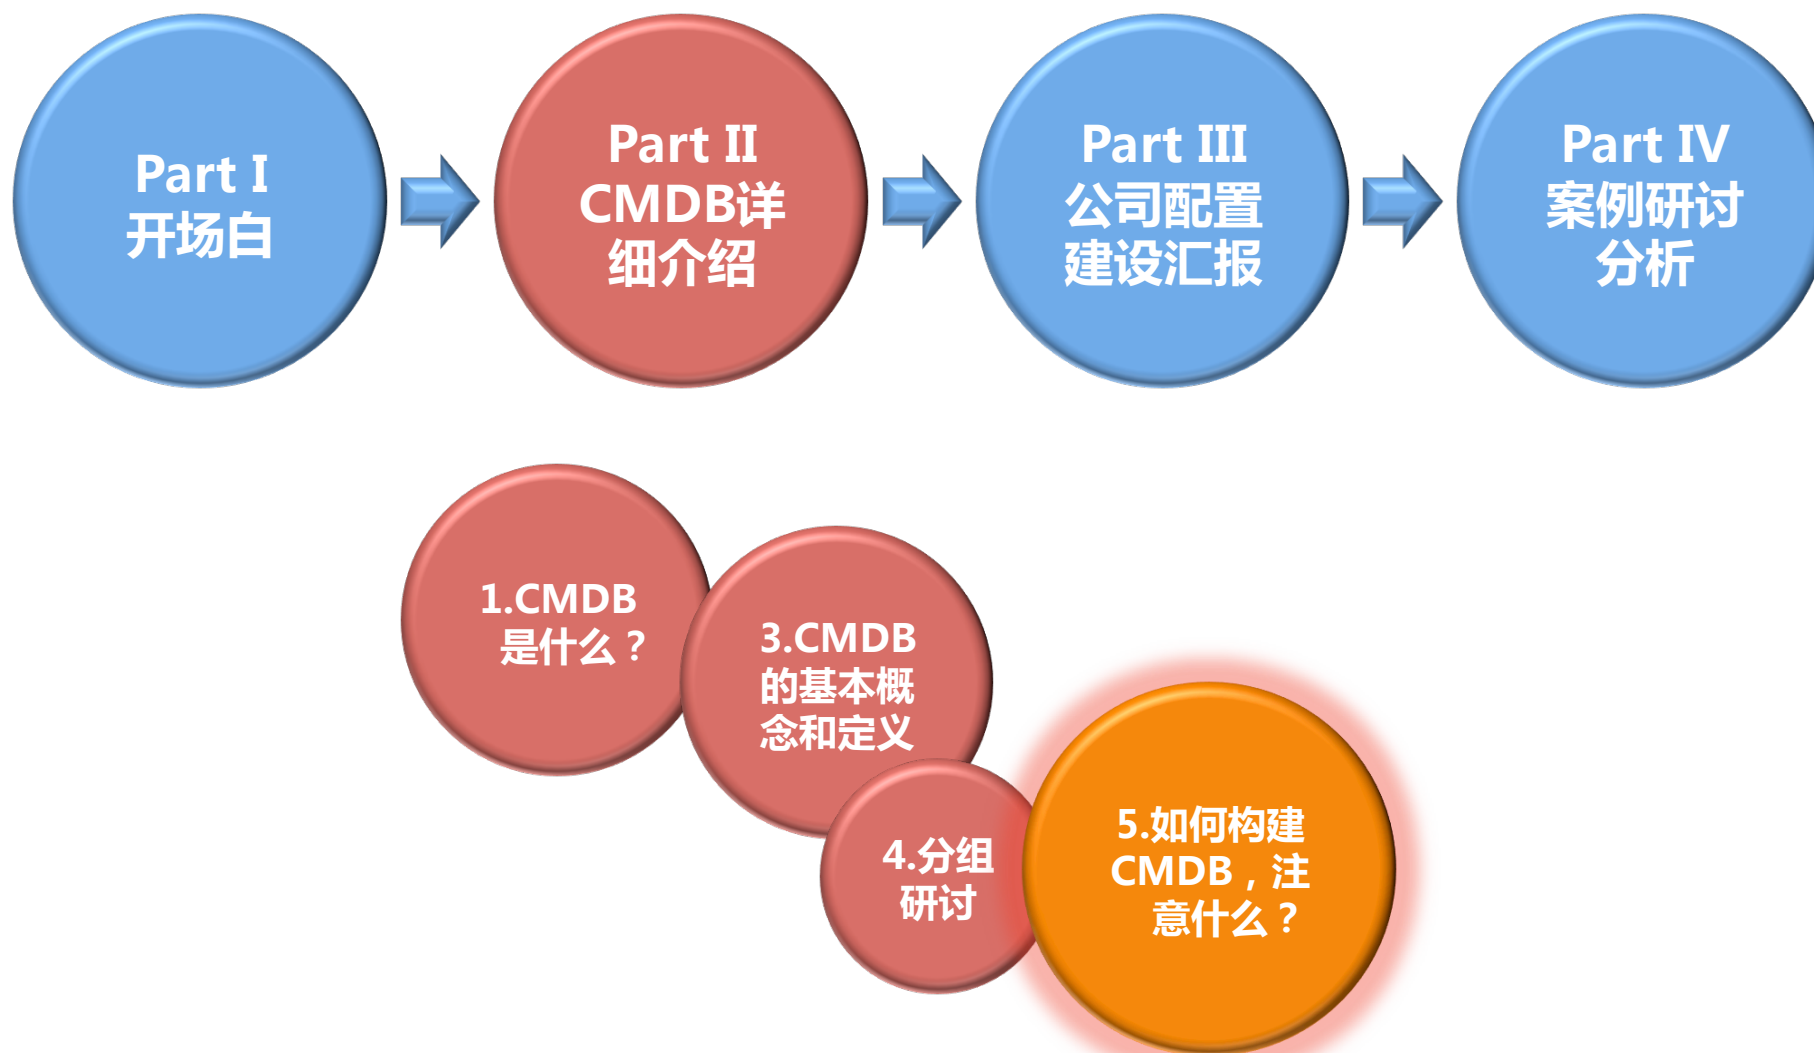 Part I
开场白
Part II
CMDB详
细介绍
Part III
公司配置
建设汇报
Part IV
案例研讨
分析
1.CMDB
是什么？
3.CMDB
的基本概
念和定义
4.分组
研讨
5.如何构建
CMDB，注
意什么？